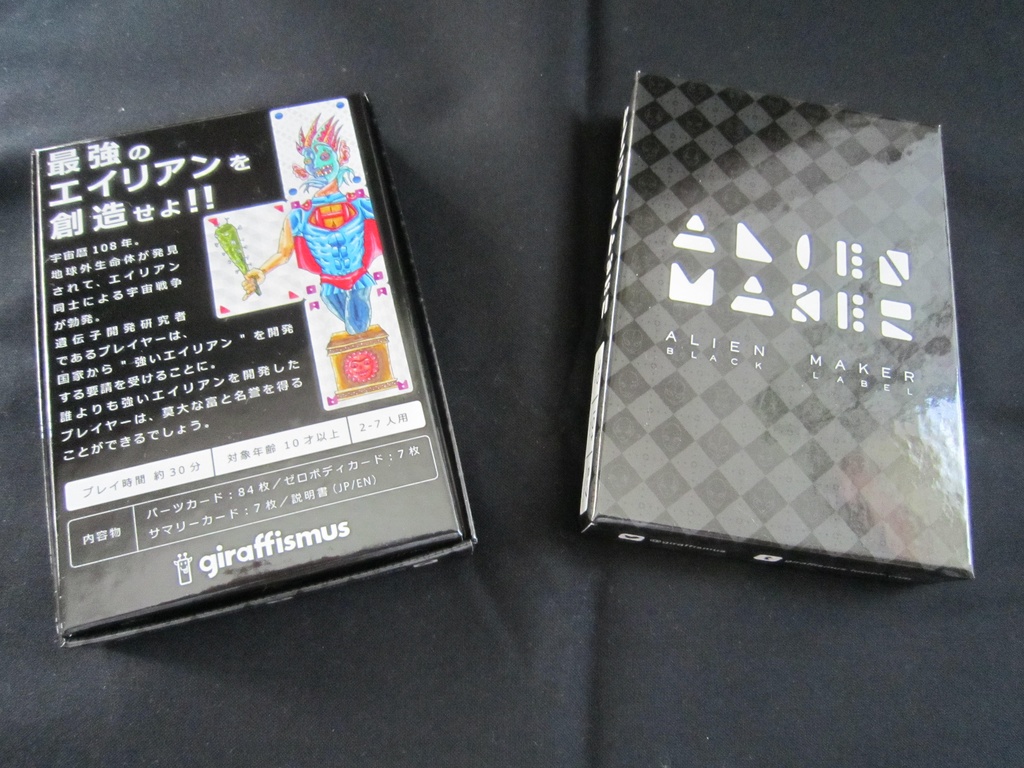 最強の
エイリアンを
創造せよ!!
宇宙暦108年。
地球外生命体が発見
されて、エイリアン
同士による宇宙戦争
が勃発。
遺伝子開発研究者
であるプレイヤーは、
国家から"強いエイリアン"を開発
する要請を受けることに。
誰よりも強いエイリアンを開発した
プレイヤーは、莫大な富と名誉を得る
ことができるでしょう。
プレイ時間 約30分 対象年齢 10才以上 2-7人用
内容物
パーツカード:84枚/ゼロボディカード:7枚
サマリーカード:7枚/説明書(JP/EN)
giraffismus
ALIEN
MAKER
ALIEN MAKER
BLACK LABEL
@giraffismus